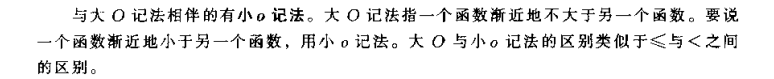 与大 O 记法相伴的有小 o 记法。大 O 记法指一个函数渐近地不大于另一个函数。要说
一个函数渐近地小于另一个函数，用小 o 记法。大 O 与小 o 记法的区别类似于≤与<之间
的区别。